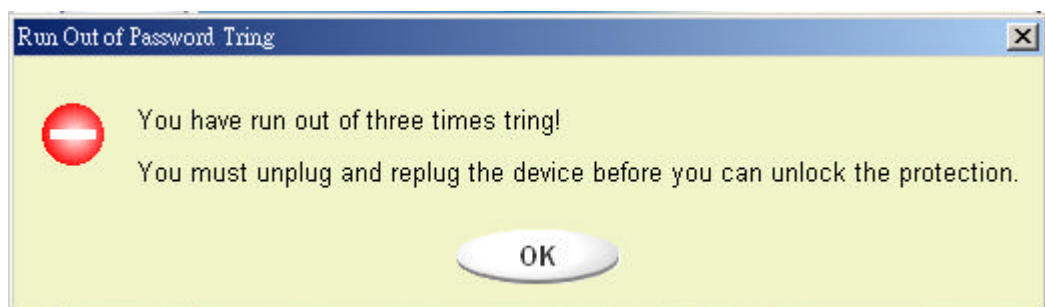 Run Out of Password Tring
You have run out of three times tring!
You must unplug and replug the device before you can unlock the protection.
OK